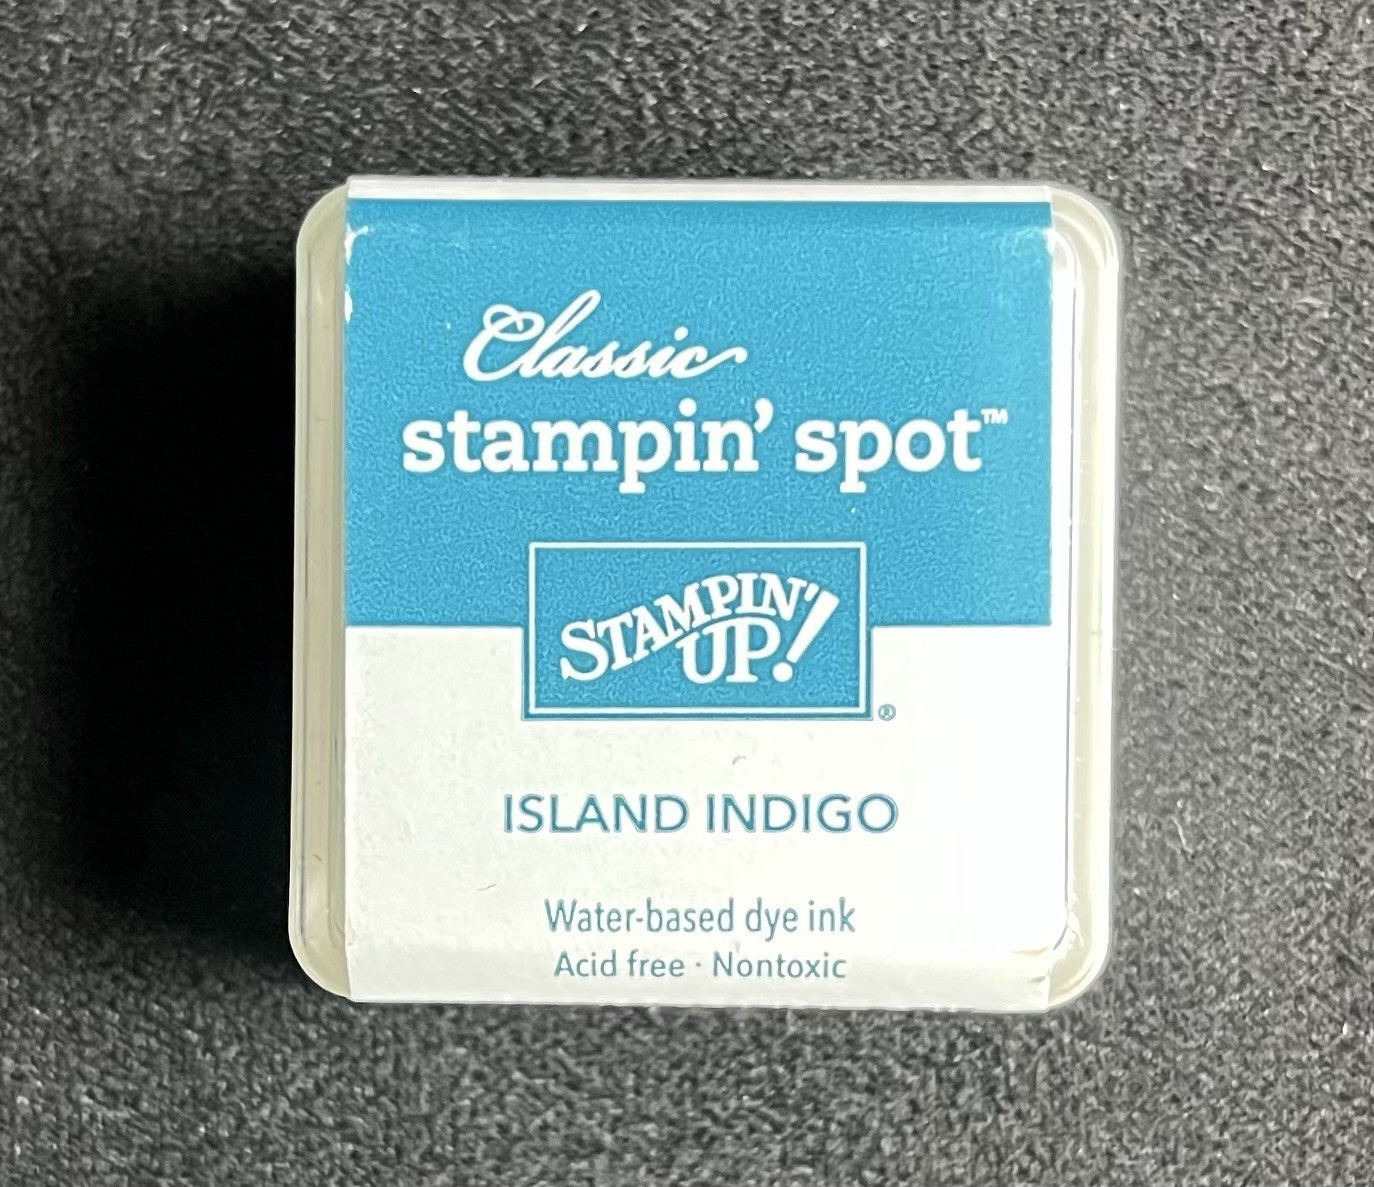 Classic
stampin' spot™
STAMPIN'
UP!
®
ISLAND INDIGO
Water-based dye ink
Acid free · Nontoxic